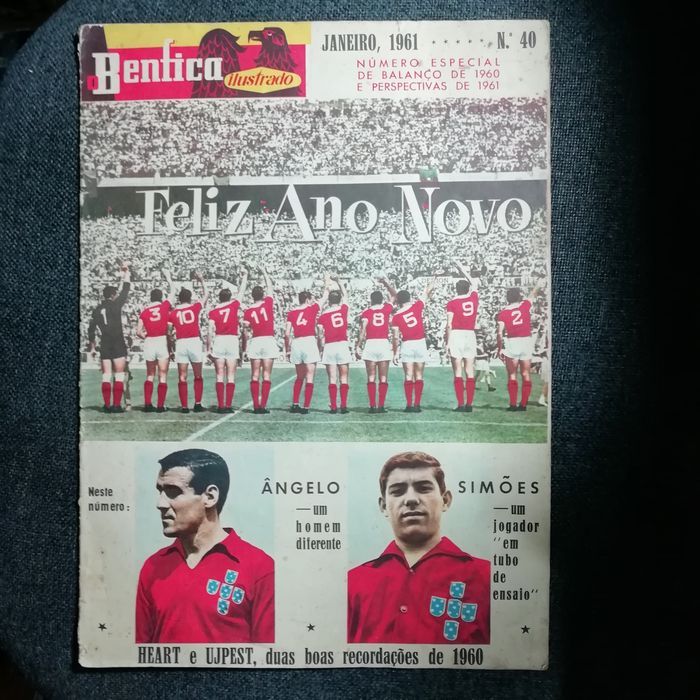 o Benfica
ilustrado
JANEIRO, 1961 ***** N.º 40
NÚMERO ESPECIAL
DE BALANÇO DE 1960
E PERSPECTIVAS DE 1961
Feliz Ano Novo
1 3 10 7 11 4 6 8 5 9 2
Neste
número:
ÂNGELO
— um
homem
diferente
SIMÕES
— um
jogador
"em
tubo
de
ensaio"
HEART e UJPEST, duas boas recordações de 1960